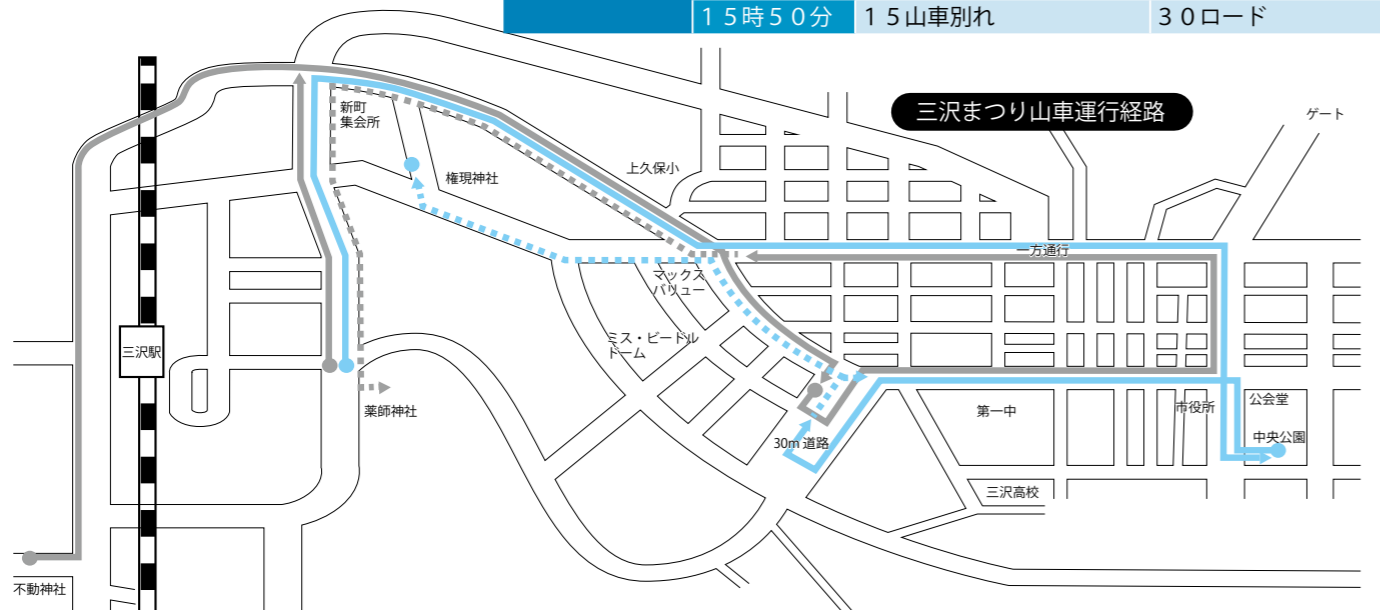 15時50分 15山車別れ 30ロード
三沢まつり山車運行経路
ゲート
新町
集会所
権現神社
上久保小
一方通行
マックス
バリュー
ミス・ビードル
ドーム
三沢駅
薬師神社
30m 道路
第一中
市役所
公会堂
中央公園
三沢高校
不動神社